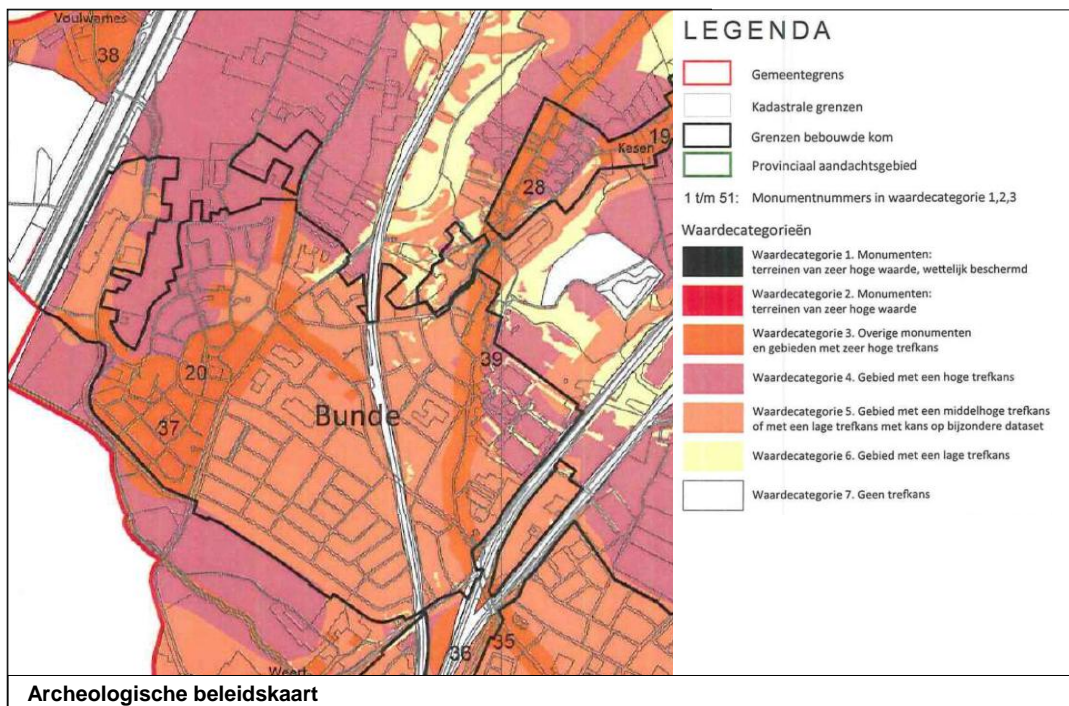 Voulwames
38
19
Kasen
28
39
20
37
Bunde
35
36
Weert
LEGENDA
Gemeentegrens
Kadastrale grenzen
Grenzen bebouwde kom
Provinciaal aandachtsgebied
1 t/m 51: Monumentnummers in waardecategorie 1,2,3
Waardecategorieën
Waardecategorie 1. Monumenten:
terreinen van zeer hoge waarde, wettelijk beschermd
Waardecategorie 2. Monumenten:
terreinen van zeer hoge waarde
Waardecategorie 3. Overige monumenten
en gebieden met zeer hoge trefkans
Waardecategorie 4. Gebied met een hoge trefkans
Waardecategorie 5. Gebied met een middelhoge trefkans
of met een lage trefkans met kans op bijzondere dataset
Waardecategorie 6. Gebied met een lage trefkans
Waardecategorie 7. Geen trefkans
Archeologische beleidskaart